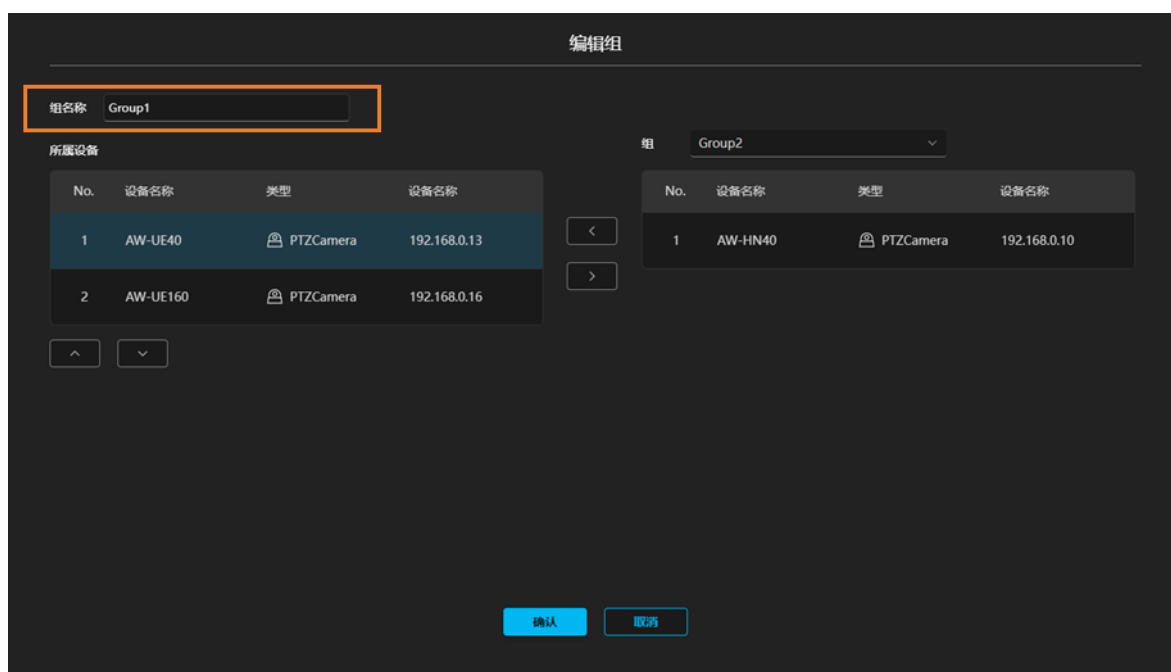 编辑组
组名称 Group1
所属设备
组 Group2
No. 设备名称 类型 设备名称
1 AW-UE40 PTZCamera 192.168.0.13
2 AW-UE160 PTZCamera 192.168.0.16
No. 设备名称 类型 设备名称
1 AW-HN40 PTZCamera 192.168.0.10
确认 取消